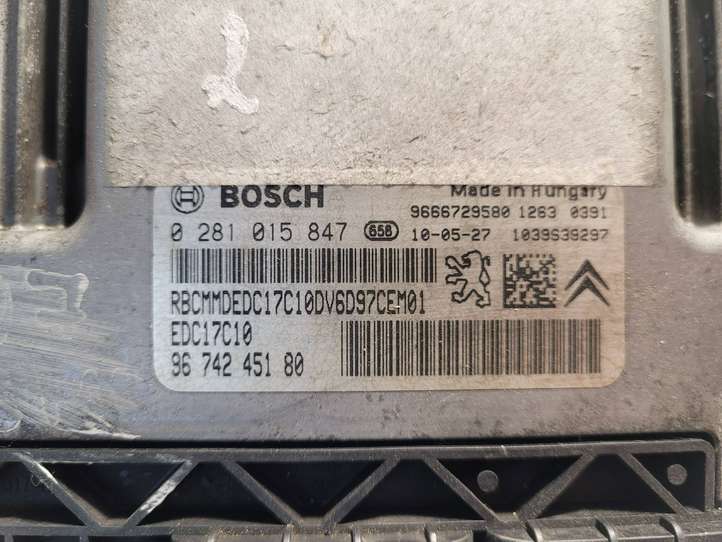 2
BOSCH Made in Hungary
9666729580 1263 0391
0 281 015 847 658 10-05-27 1039S39297
RBCMMDEDC17C10DV6D97CEM01
EDC17C10
96 742 451 80